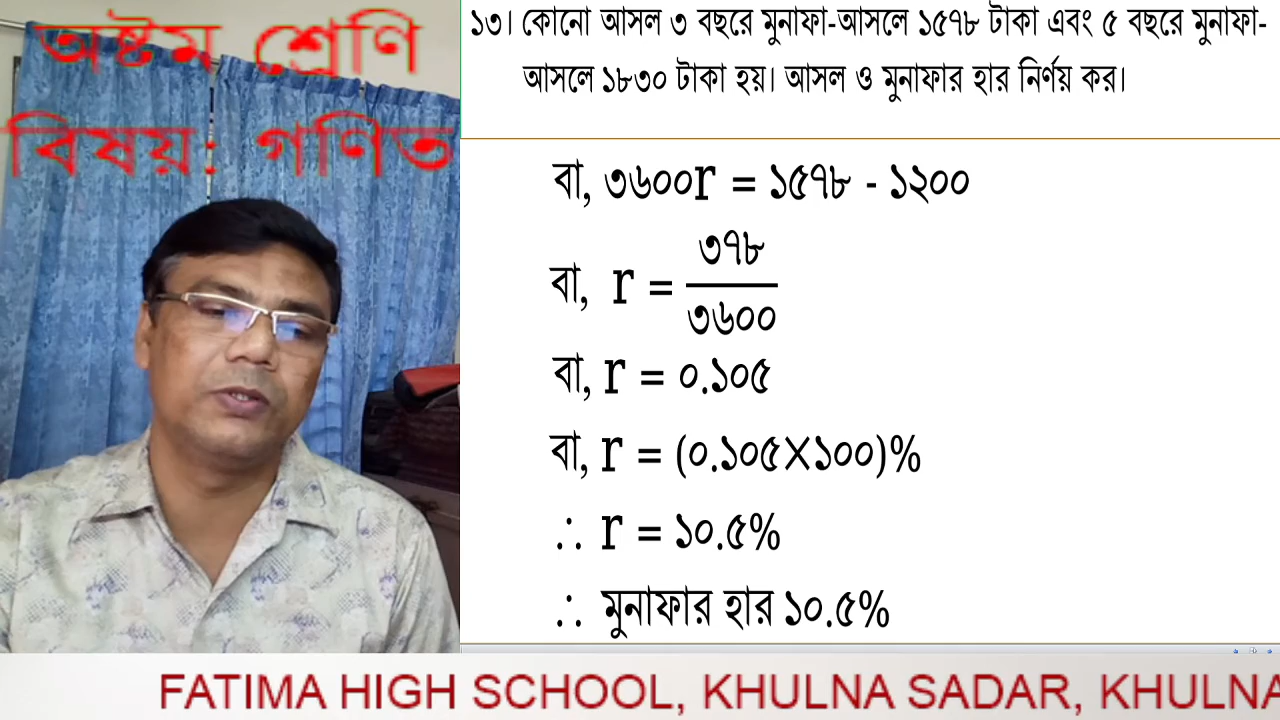 অষ্টম শ্রেণি
বিষয়: গণিত
১৩। কোনো আসল ৩ বছরে মুনাফা-আসলে ১৫৭৮ টাকা এবং ৫ বছরে মুনাফা-
আসলে ১৮৩০ টাকা হয়। আসল ও মুনাফার হার নির্ণয় কর।
বা, ৩৬০০r = ১৫৭৮ - ১২০০
বা, r = ৩৭৮/৩৬০০
বা, r = ০.১০৫
বা, r = (০.১০৫×১০০)%
∴ r = ১০.৫%
∴ মুনাফার হার ১০.৫%
FATIMA HIGH SCHOOL, KHULNA SADAR, KHULNA